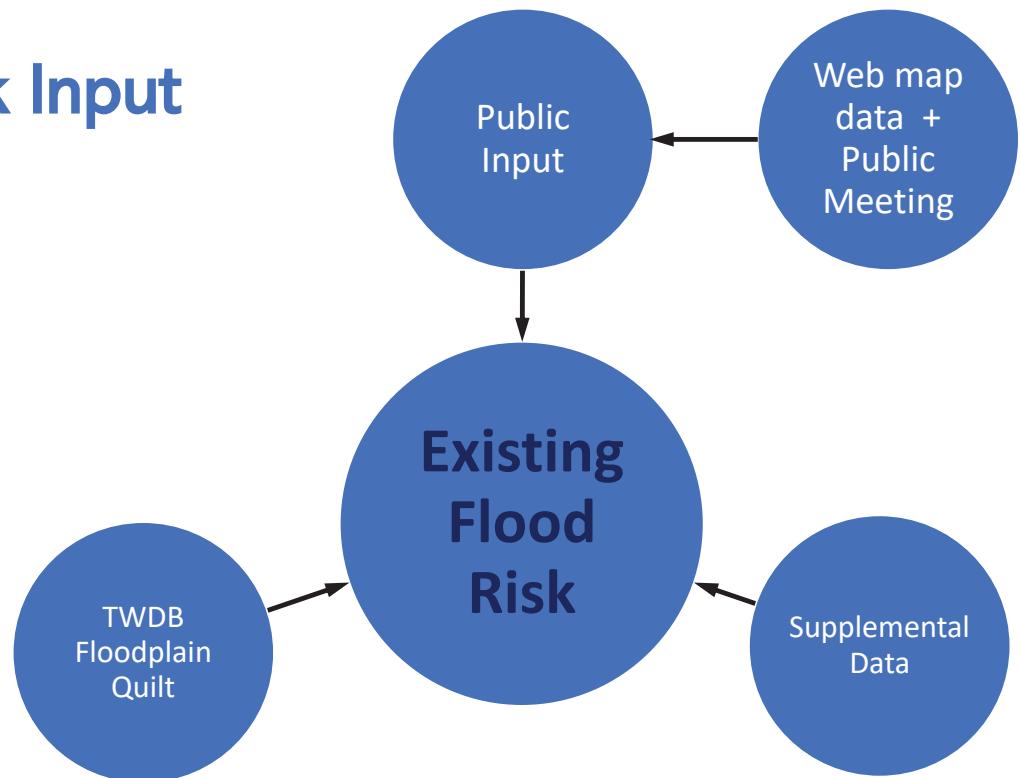 k Input
Public
Input
Web map
data +
Public
Meeting
Existing
Flood
Risk
TWDB
Floodplain
Quilt
Supplemental
Data